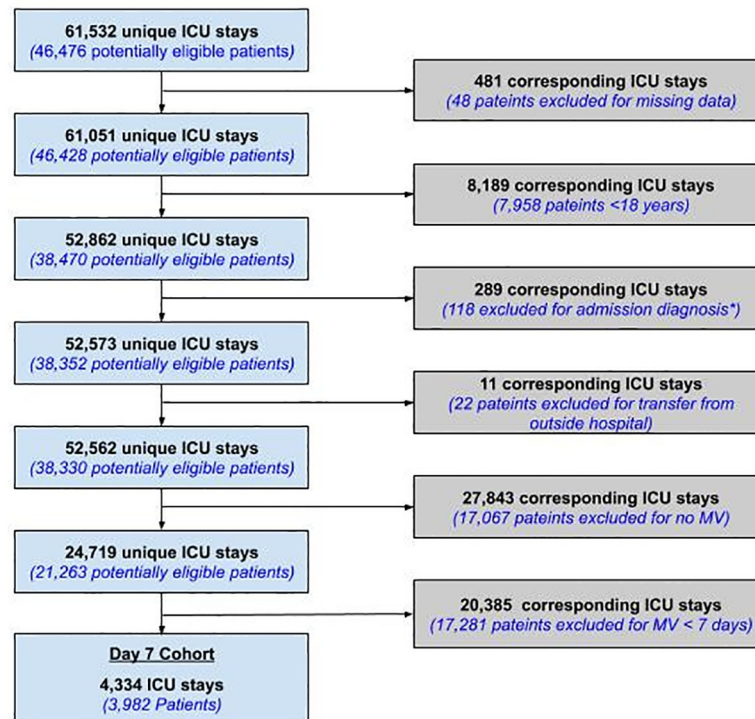 61,532 unique ICU stays
(46,476 potentially eligible patients)
481 corresponding ICU stays
(48 pateints excluded for missing data)
61,051 unique ICU stays
(46,428 potentially eligible patients)
8,189 corresponding ICU stays
(7,958 pateints <18 years)
52,862 unique ICU stays
(38,470 potentially eligible patients)
289 corresponding ICU stays
(118 excluded for admission diagnosis*)
52,573 unique ICU stays
(38,352 potentially eligible patients)
11 corresponding ICU stays
(22 pateints excluded for transfer from
outside hospital)
52,562 unique ICU stays
(38,330 potentially eligible patients)
27,843 corresponding ICU stays
(17,067 pateints excluded for no MV)
24,719 unique ICU stays
(21,263 potentially eligible patients)
20,385 corresponding ICU stays
(17,281 pateints excluded for MV < 7 days)
Day 7 Cohort
4,334 ICU stays
(3,982 Patients)